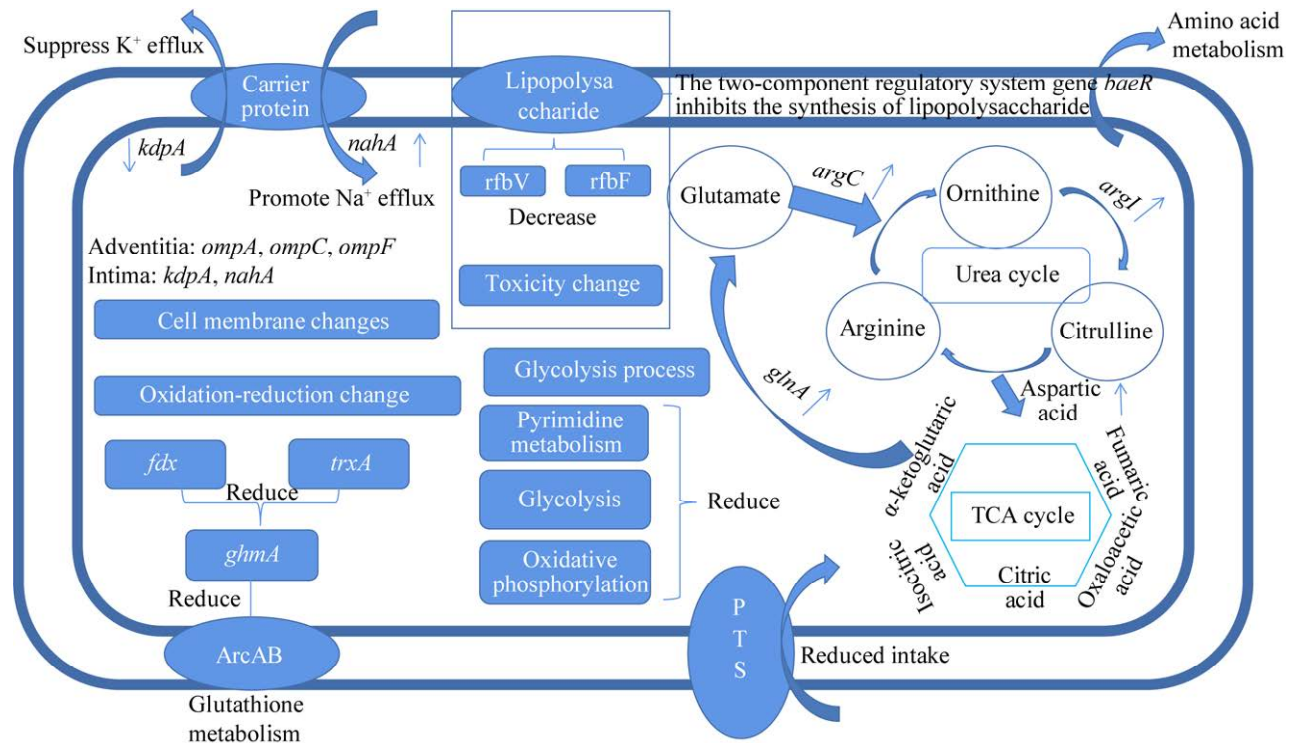 Suppress K+ efflux
Carrier
protein
kdpA
nahA
Promote Na+ efflux
Lipopolysa
ccharide
rfbV
rfbF
Decrease
Toxicity change
The two-component regulatory system gene baeR
inhibits the synthesis of lipopolysaccharide
Amino acid
metabolism
Adventitia: ompA, ompC, ompF
Intima: kdpA, nahA
Cell membrane changes
Oxidation-reduction change
fdx
trxA
Reduce
ghmA
Reduce
ArcAB
Glutathione
metabolism
Glycolysis process
Pyrimidine
metabolism
Glycolysis
Oxidative
phosphorylation
Reduce
P
T
S
Reduced intake
Glutamate
argC
Ornithine
argI
Urea cycle
Arginine
Citrulline
glnA
Aspartic
acid
α-ketoglutaric
acid
Fumaric
acid
TCA cycle
Isocitric
acid
Citric
acid
Oxaloacetic
acid